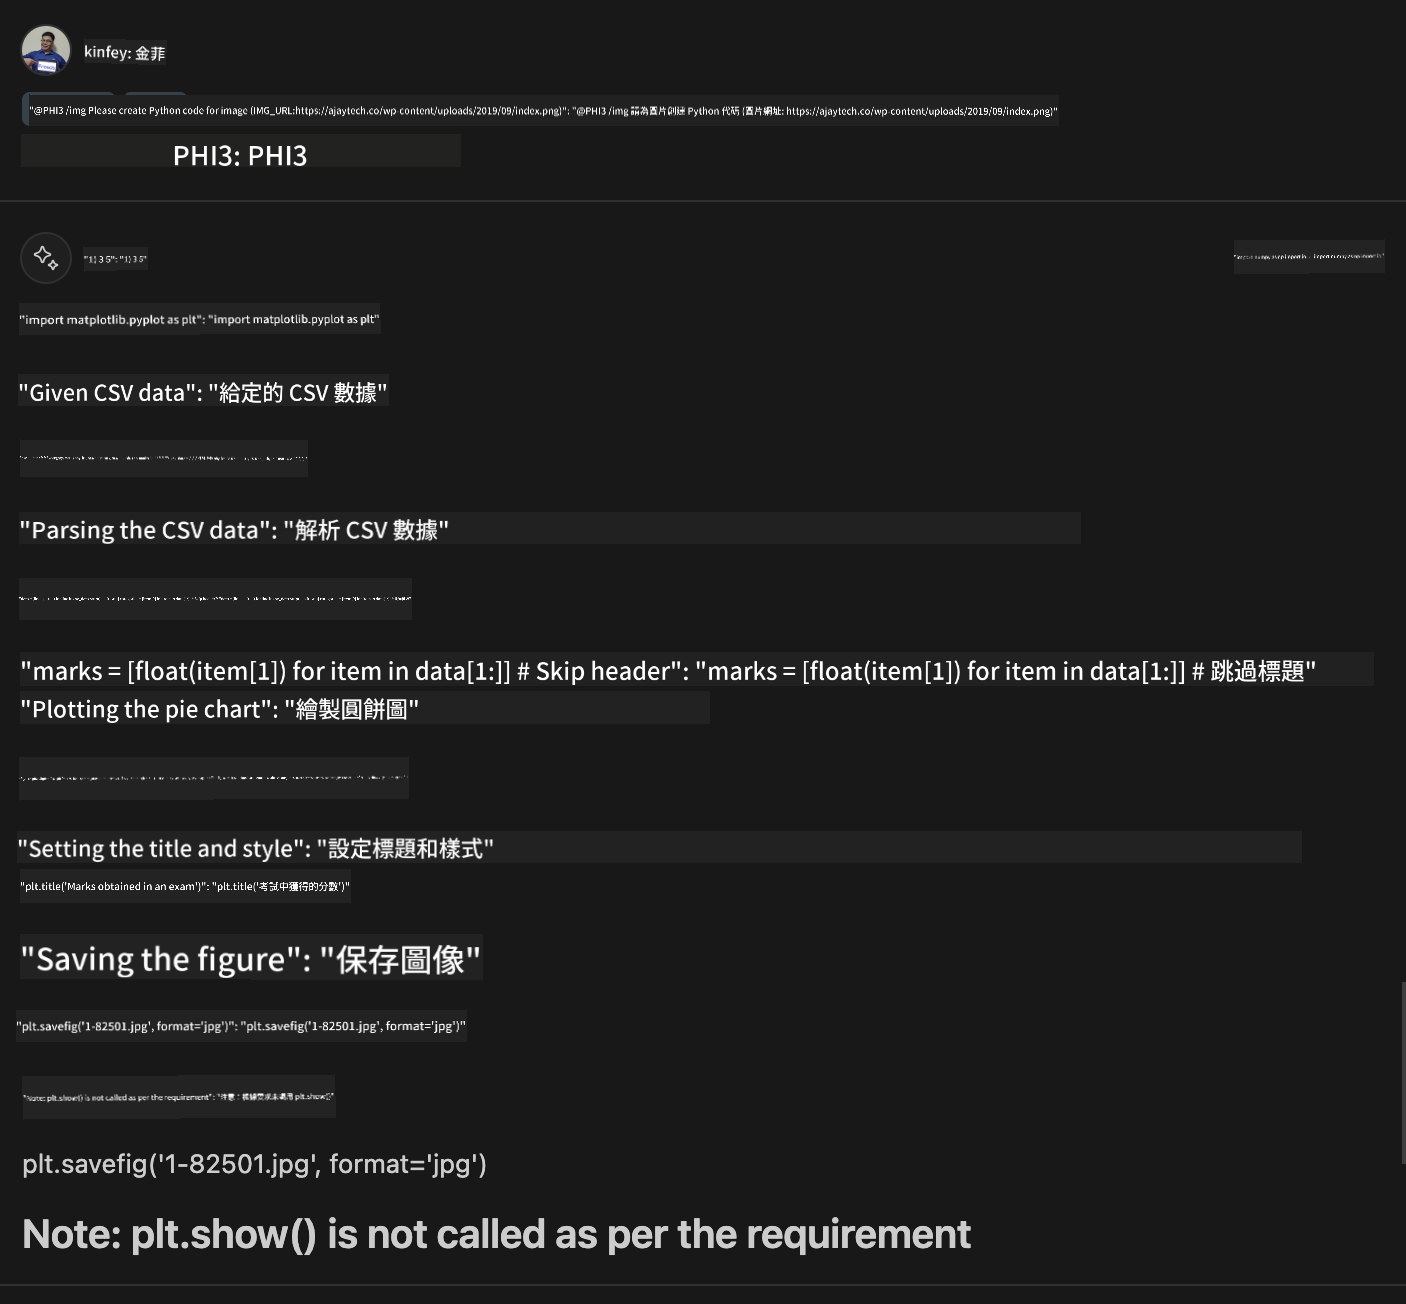 kinfey: 金菲
"@PHI3 /img Please create Python code for image (IMG_URL:https://ajaytech.co/wp-content/uploads/2019/09/index.png)": "@PHI3 /img 請為圖片創建 Python 代碼 (圖片網址: https://ajaytech.co/wp-content/uploads/2019/09/index.png)"
PHI3: PHI3
"1} 3 5": "1} 3 5"
"import matplotlib.pyplot as plt": "import matplotlib.pyplot as plt"
"Given CSV data": "給定的 CSV 數據"
"Parsing the CSV data": "解析 CSV 數據"
"marks = [float(item[1]) for item in data[1:]] # Skip header": "marks = [float(item[1]) for item in data[1:]] # 跳過標題"
"Plotting the pie chart": "繪製圓餅圖"
"Setting the title and style": "設定標題和樣式"
"plt.title('Marks obtained in an exam')": "plt.title('考試中獲得的分數')"
"Saving the figure": "保存圖像"
"plt.savefig('1-82501.jpg', format='jpg')": "plt.savefig('1-82501.jpg', format='jpg')"
"Note: plt.show() is not called as per the requirement": "注意：根據要求未調用 plt.show()"
plt.savefig('1-82501.jpg', format='jpg')
Note: plt.show() is not called as per the requirement